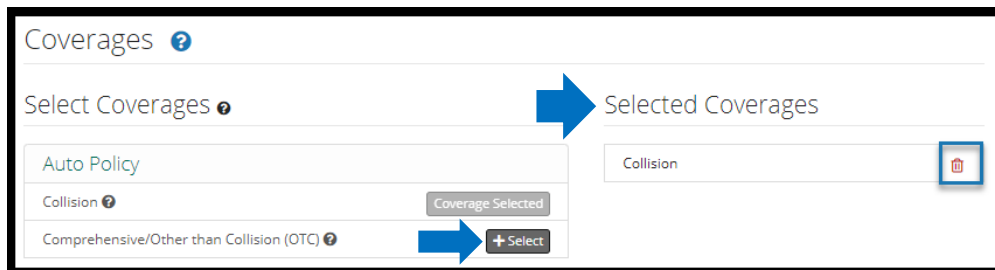 Coverages ?
Select Coverages ?
Selected Coverages
Auto Policy
Collision ?
Coverage Selected
Comprehensive/Other than Collision (OTC) ?
+ Select
Collision